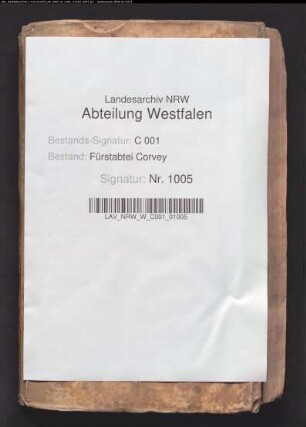 Landesarchiv NRW
Abteilung Westfalen
Bestands-Signatur: C 001
Bestand: Fürstabtei Corvey
Signatur: Nr. 1005
LAV_NRW_W_C001_01005